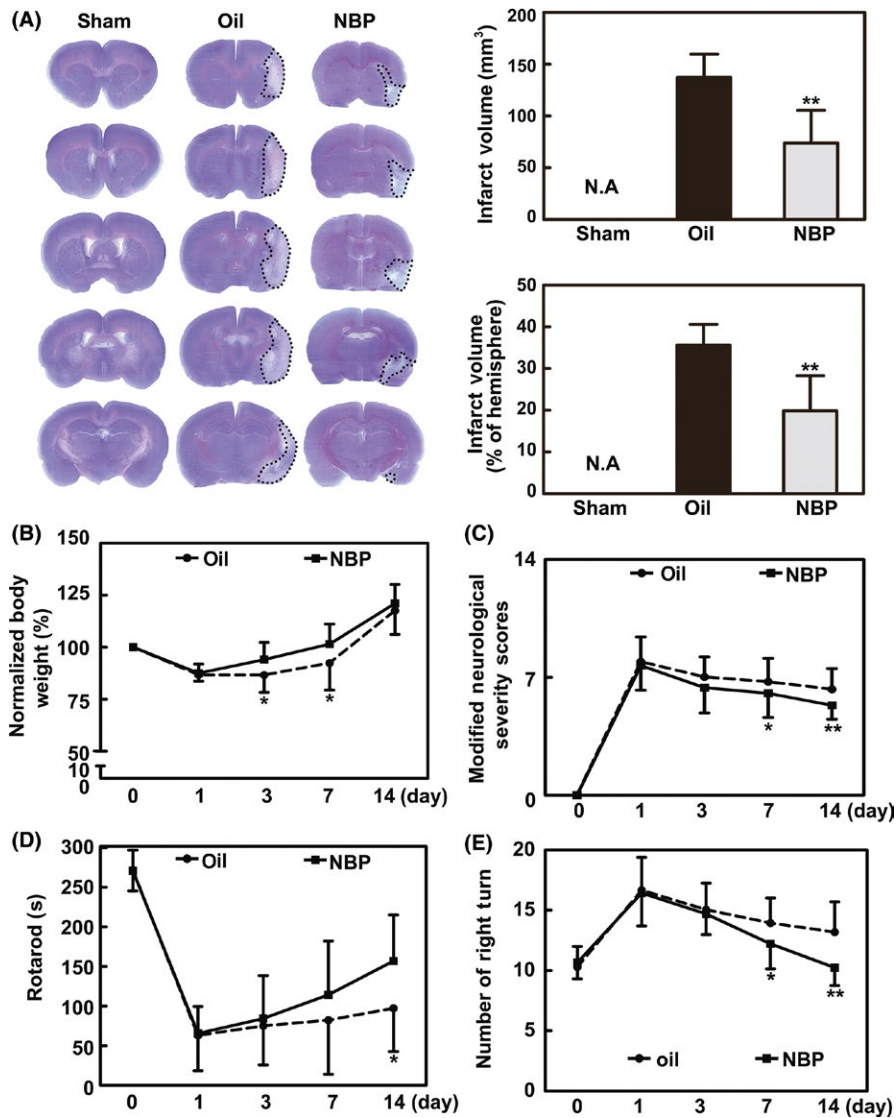 (A)
Sham Oil NBP
Infarct volume (mm³)
200
150
100
50
0
N.A
**
Sham Oil NBP
Infarct volume
(% of hemisphere)
50
40
30
20
10
0
N.A
**
Sham Oil NBP
(B)
Normalized body
weight (%)
150
125
100
75
50
10
0
Oil NBP
* *
0 1 3 7 14 (day)
(C)
Modified neurological
severity scores
14
7
0
Oil NBP
* **
0 1 3 7 14 (day)
(D)
Rotarod (s)
300
250
200
150
100
50
0
Oil NBP
*
0 1 3 7 14 (day)
(E)
Number of right turn
20
15
10
5
0
* **
oil NBP
0 1 3 7 14 (day)